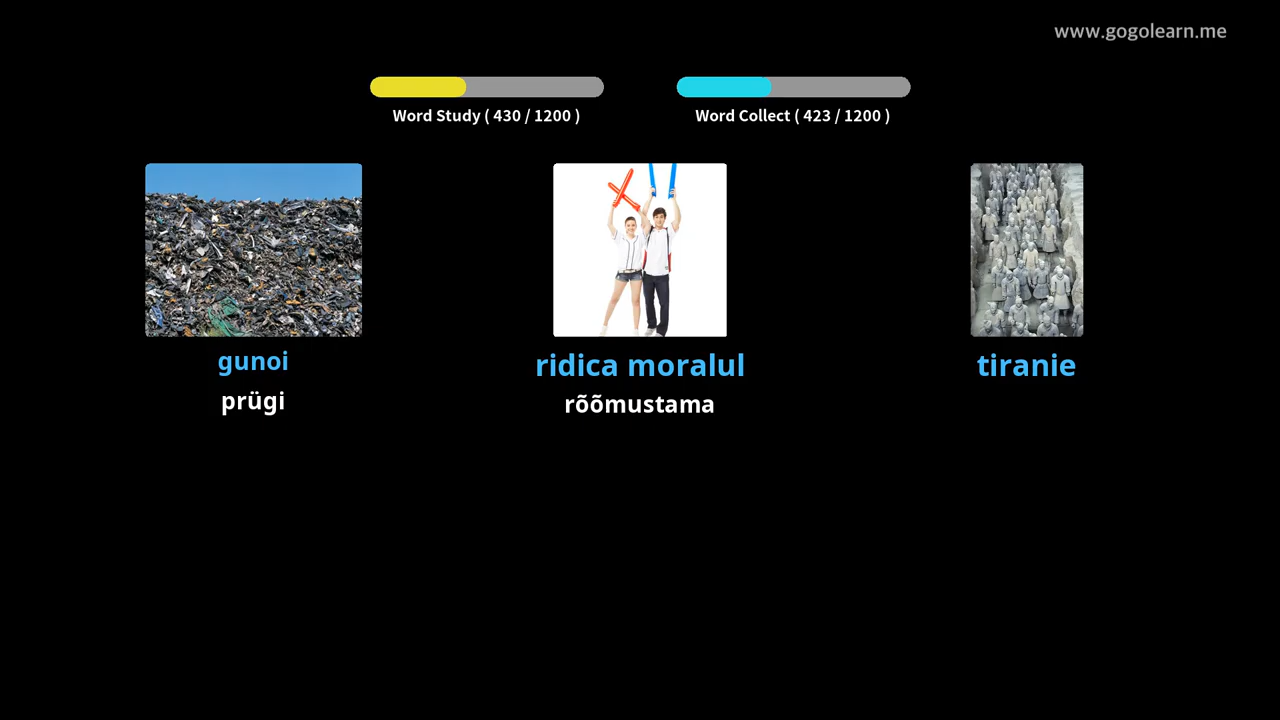 www.gogolearn.me
Word Study ( 430 / 1200 )
Word Collect ( 423 / 1200 )
gunoi
prügi
ridica moralul
rõõmustama
tiranie